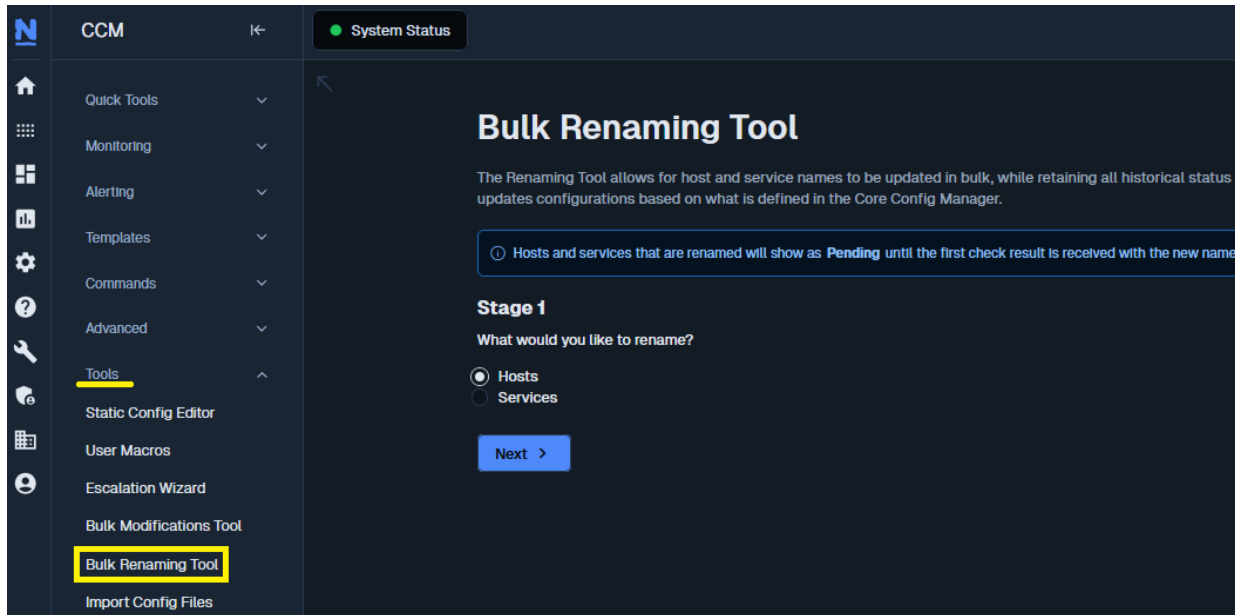 CCM
Quick Tools
Monitoring
Alerting
Templates
Commands
Advanced
Tools
Static Config Editor
User Macros
Escalation Wizard
Bulk Modifications Tool
Bulk Renaming Tool
Import Config Files
System Status
Bulk Renaming Tool
The Renaming Tool allows for host and service names to be updated in bulk, while retaining all historical status
updates configurations based on what is defined in the Core Config Manager.
Hosts and services that are renamed will show as Pending until the first check result is received with the new name
Stage 1
What would you like to rename?
Hosts
Services
Next